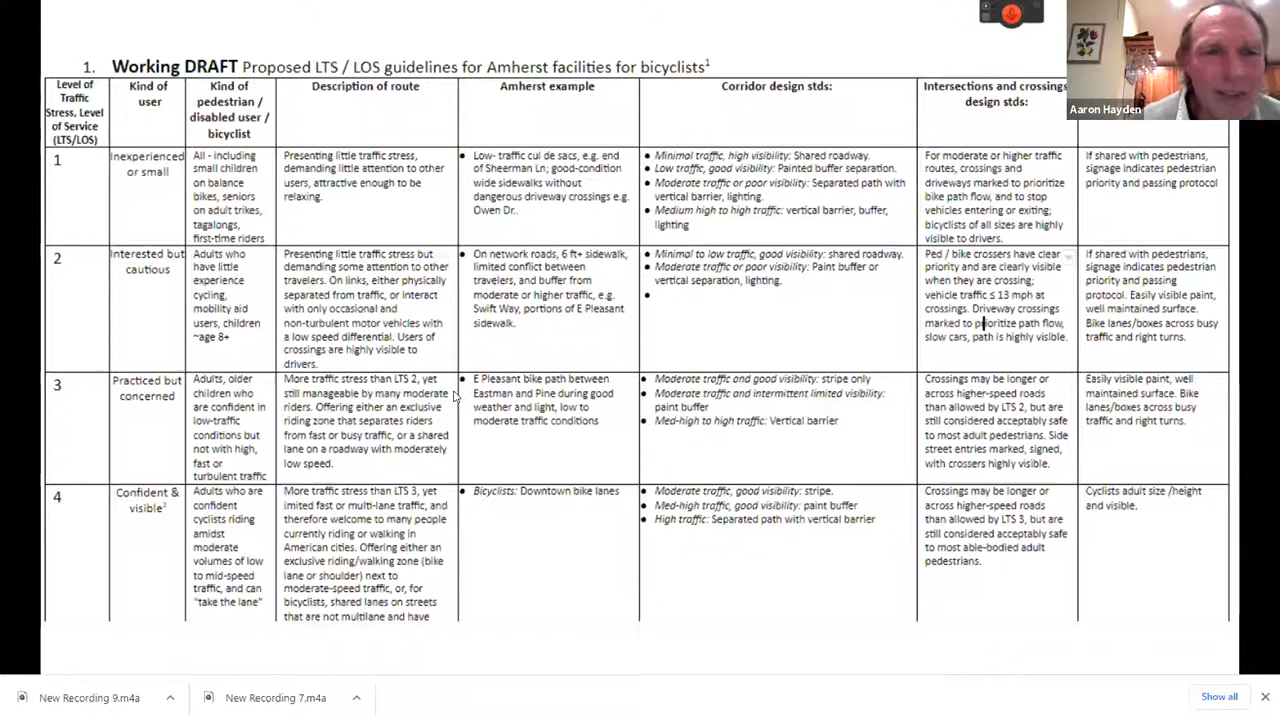 1. Working DRAFT Proposed LTS / LOS guidelines for Amherst facilities for bicyclists1
Aaron Hayden
Level of
Traffic
Stress, Level
of Service
(LTS/LOS)
Kind of
user
Kind of
pedestrian /
disabled user /
bicyclist
Description of route
Amherst example
Corridor design stds:
Intersections and crossings
design stds:
1
Inexperienced
or small
All - including
small children
on balance
bikes, seniors
on adult trikes,
tagalongs,
first-time riders
Presenting little traffic stress,
demanding little attention to other
users, attractive enough to be
relaxing.
● Low- traffic cul de sacs, e.g. end
of Sheerman Ln; good-condition
wide sidewalks without
dangerous driveway crossings e.g.
Owen Dr..
● Minimal traffic, high visibility: Shared roadway.
● Low traffic, good visibility: Painted buffer separation.
● Moderate traffic or poor visibility: Separated path with
vertical barrier, lighting.
● Medium high to high traffic: vertical barrier, buffer,
lighting
For moderate or higher traffic
routes, crossings and
driveways marked to prioritize
bike path flow, and to stop
vehicles entering or exiting;
bicyclists of all sizes are highly
visible to drivers.
If shared with pedestrians,
signage indicates pedestrian
priority and passing protocol
2
Interested but
cautious
Adults who
have little
experience
cycling,
mobility aid
users, children
~age 8+
Presenting little traffic stress but
demanding some attention to other
travelers. On links, either physically
separated from traffic, or interact
with only occasional and
non-turbulent motor vehicles with
a low speed differential. Users of
crossings are highly visible to
drivers.
● On network roads, 6 ft+ sidewalk,
limited conflict between
travelers, and buffer from
moderate or higher traffic, e.g.
Swift Way, portions of E Pleasant
sidewalk.
● Minimal to low traffic, good visibility: shared roadway.
● Moderate traffic or poor visibility: Paint buffer or
vertical separation, lighting.
●
Ped / bike crossers have clear
priority and are clearly visible
when they are crossing;
vehicle traffic ≤ 13 mph at
crossings. Driveway crossings
marked to prioritize path flow,
slow cars, path is highly visible.
If shared with pedestrians,
signage indicates pedestrian
priority and passing
protocol. Easily visible paint,
well maintained surface.
Bike lanes/boxes across busy
traffic and right turns.
3
Practiced but
concerned
Adults, older
children who
are confident in
low-traffic
conditions but
not with high,
fast or
turbulent traffic
More traffic stress than LTS 2, yet
still manageable by many moderate
riders. Offering either an exclusive
riding zone that separates riders
from fast or busy traffic, or a shared
lane on a roadway with moderately
low speed.
● E Pleasant bike path between
Eastman and Pine during good
weather and light, low to
moderate traffic conditions
● Moderate traffic and good visibility: stripe only
● Moderate traffic and intermittent limited visibility:
paint buffer
● Med-high to high traffic: Vertical barrier
Crossings may be longer or
across higher-speed roads
than allowed by LTS 2, but are
still considered acceptably safe
to most adult pedestrians. Side
street entries marked, signed,
with crossers highly visible.
Easily visible paint, well
maintained surface. Bike
lanes/boxes across busy
traffic and right turns.
4
Confident &
visible2
Adults who are
confident
cyclists riding
amidst
moderate
volumes of low
to mid-speed
traffic, and can
"take the lane"
More traffic stress than LTS 3, yet
imited fast or multi-lane traffic, and
therefore welcome to many people
currently riding or walking in
American cities. Offering either an
exclusive riding/walking zone (bike
lane or shoulder) next to
moderate-speed traffic, or, for
bicyclists, shared lanes on streets
that are not multilane and have
● Bicyclists: Downtown bike lanes
● Moderate traffic, good visibility: stripe.
● Med-high traffic, good visibility: paint buffer
● High traffic: Separated path with vertical barrier
Crossings may be longer or
across higher-speed roads
than allowed by LTS 3, but are
still considered acceptably safe
to most able-bodied adult
pedestrians.
Cyclists adult size /height
and visible.
New Recording 9.m4a
New Recording 7.m4a
Show all